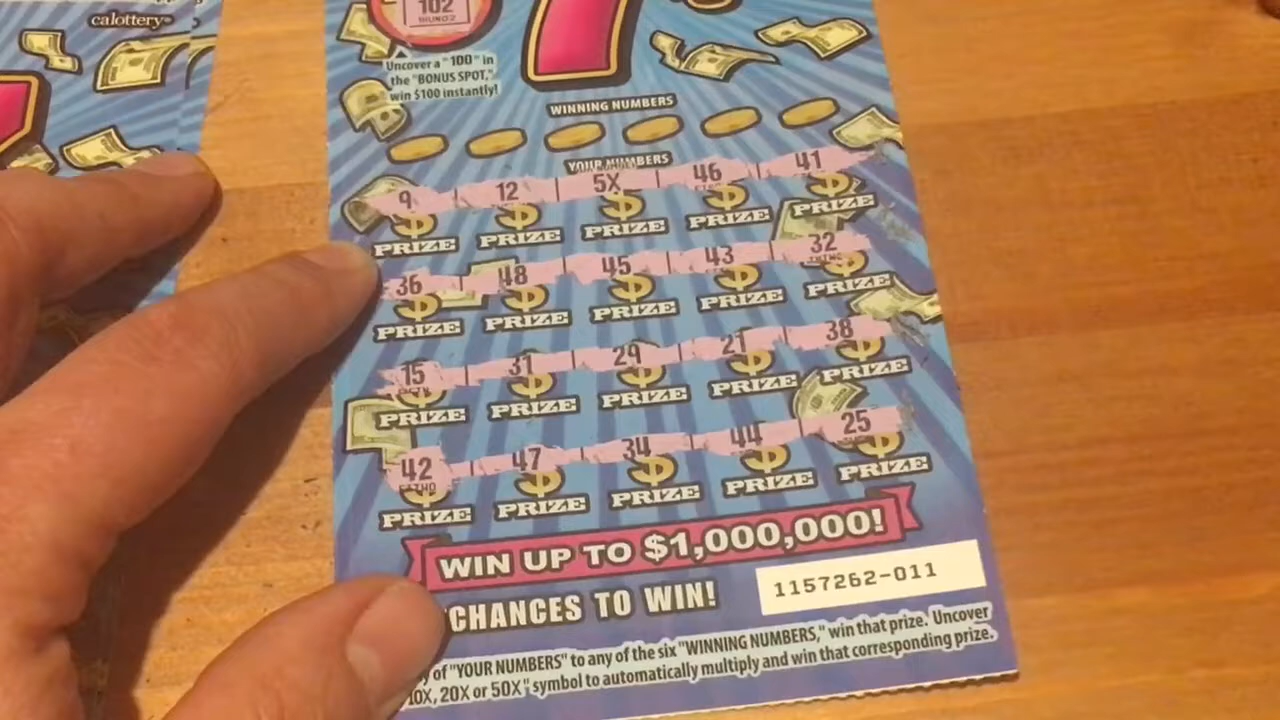 calottery
102
HUNO2
Uncover a "100" in
the "BONUS SPOT,"
win $100 instantly!
7
WINNING NUMBERS
YOUR NUMBERS
9 12 5X 46 41
$ $ $ $ $
PRIZE PRIZE PRIZE PRIZE PRIZE
36 48 45 43 32
$ $ $ $ $
PRIZE PRIZE PRIZE PRIZE PRIZE
15 31 29 21 38
$ $ $ $ $
PRIZE PRIZE PRIZE PRIZE PRIZE
42 47 34 44 25
$ $ $ $ $
PRIZE PRIZE PRIZE PRIZE PRIZE
WIN UP TO $1,000,000!
CHANCES TO WIN!
1157262-011
of "YOUR NUMBERS" to any of the six "WINNING NUMBERS," win that prize. Uncover
10X, 20X or 50X" symbol to automatically multiply and win that corresponding prize.